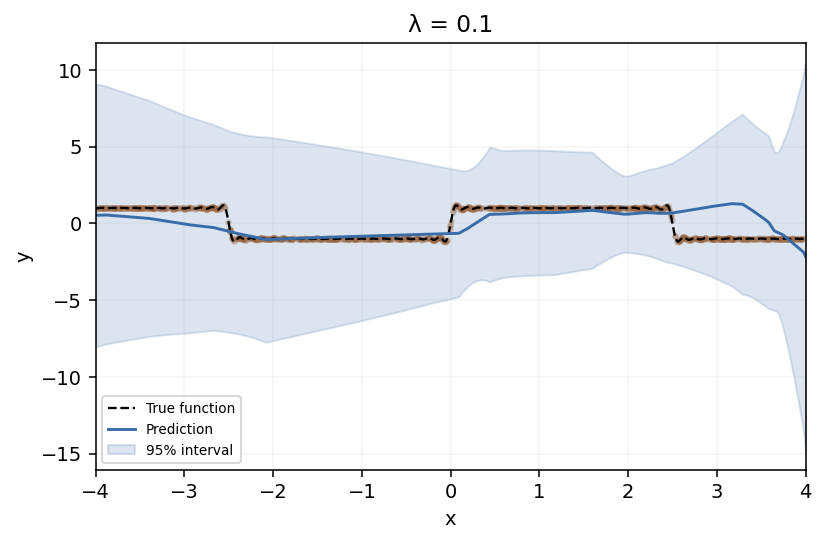 λ = 0.1
10
5
0
−5
−10
−15
y
True function
Prediction
95% interval
−4 −3 −2 −1 0 1 2 3 4
x